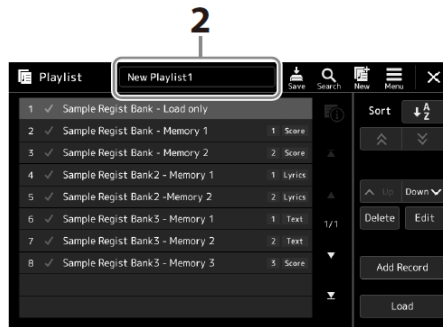 2
Playlist New Playlist1 Save Search New Menu
1 Sample Regist Bank - Load only
2 Sample Regist Bank - Memory 1 1 Score
3 Sample Regist Bank - Memory 2 2 Score
4 Sample Regist Bank2 - Memory 1 1 Lyrics
5 Sample Regist Bank2 -Memory 2 2 Lyrics
6 Sample Regist Bank3 - Memory 1 1 Text
7 Sample Regist Bank3 - Memory 2 2 Text
8 Sample Regist Bank3 - Memory 3 3 Score
1/1
Sort A Z
Up Down
Delete Edit
Add Record
Load